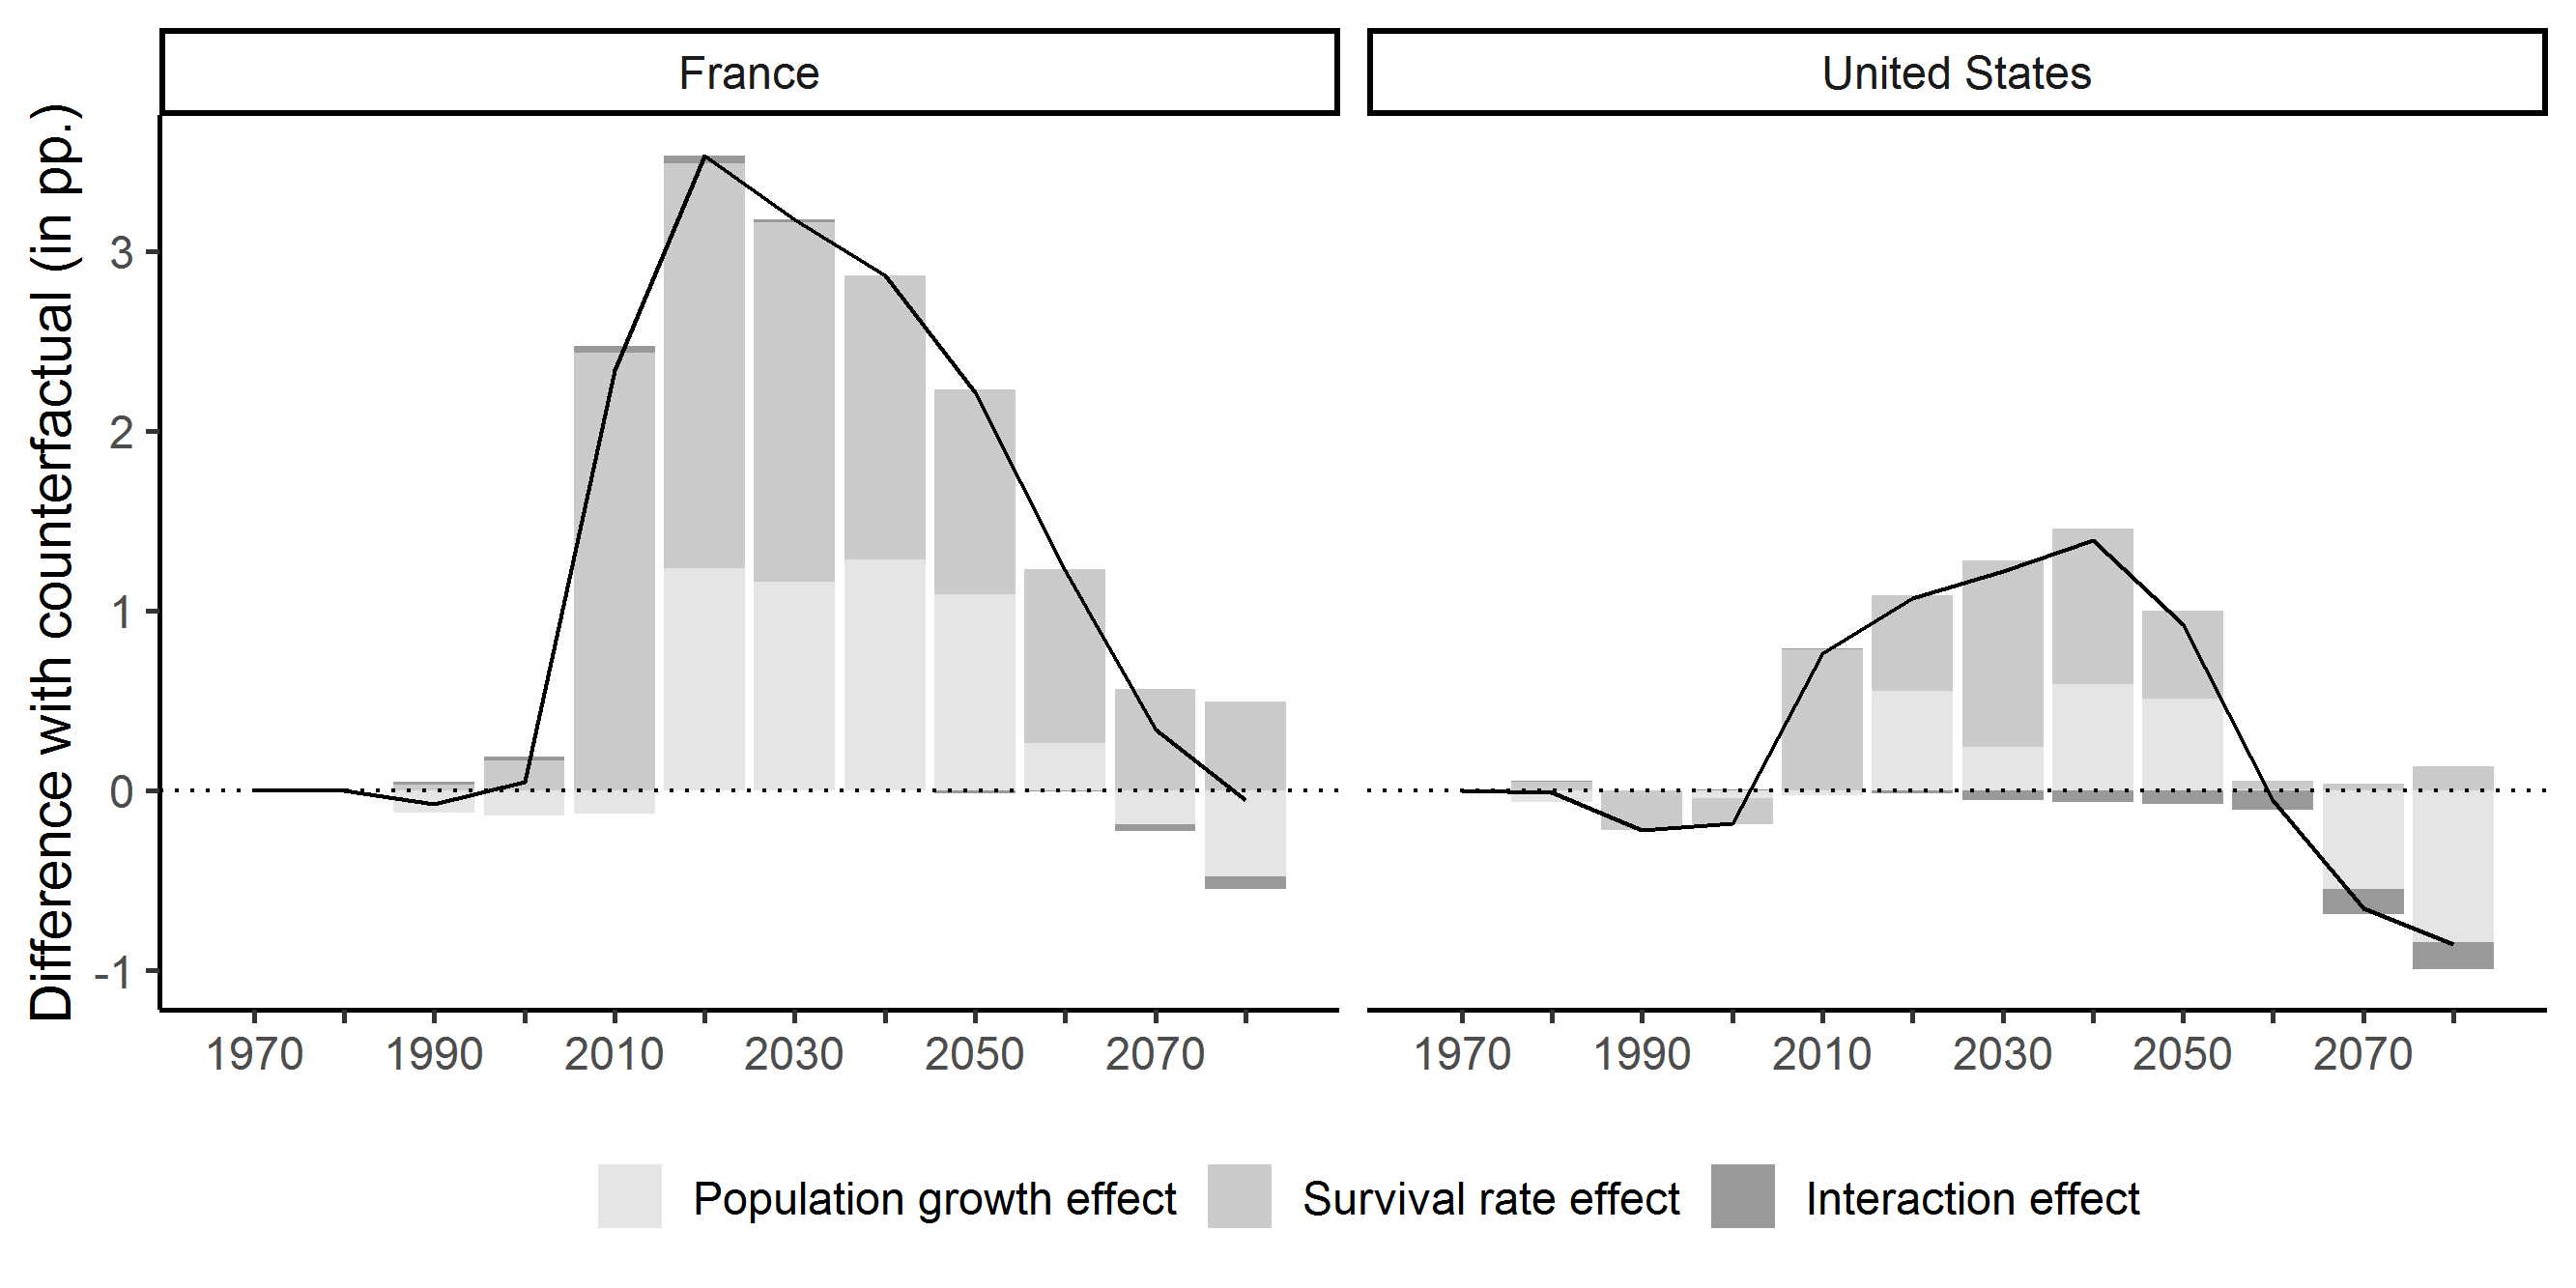 France
United States
Difference with counterfactual (in pp.)
3
2
1
0
-1
1970 1990 2010 2030 2050 2070
1970 1990 2010 2030 2050 2070
Population growth effect
Survival rate effect
Interaction effect